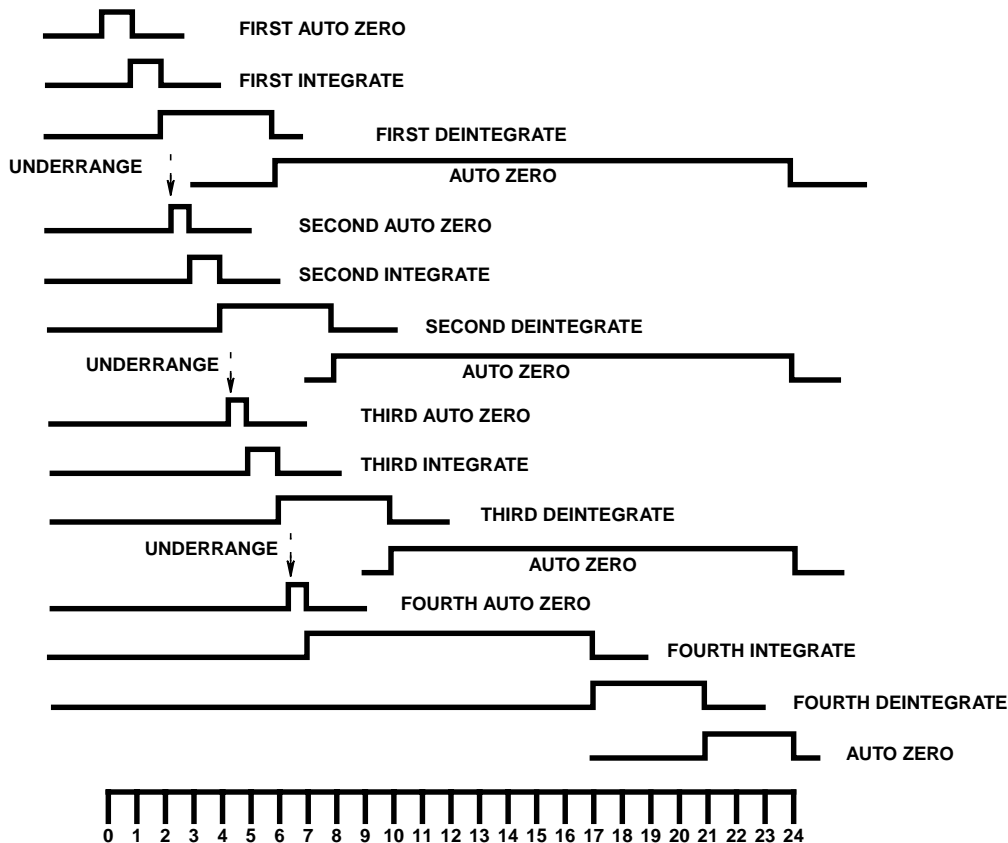 FIRST AUTO ZERO
FIRST INTEGRATE
FIRST DEINTEGRATE
UNDERRANGE
AUTO ZERO
SECOND AUTO ZERO
SECOND INTEGRATE
SECOND DEINTEGRATE
UNDERRANGE
AUTO ZERO
THIRD AUTO ZERO
THIRD INTEGRATE
THIRD DEINTEGRATE
UNDERRANGE
AUTO ZERO
FOURTH AUTO ZERO
FOURTH INTEGRATE
FOURTH DEINTEGRATE
AUTO ZERO
0 1 2 3 4 5 6 7 8 9 10 11 12 13 14 15 16 17 18 19 20 21 22 23 24